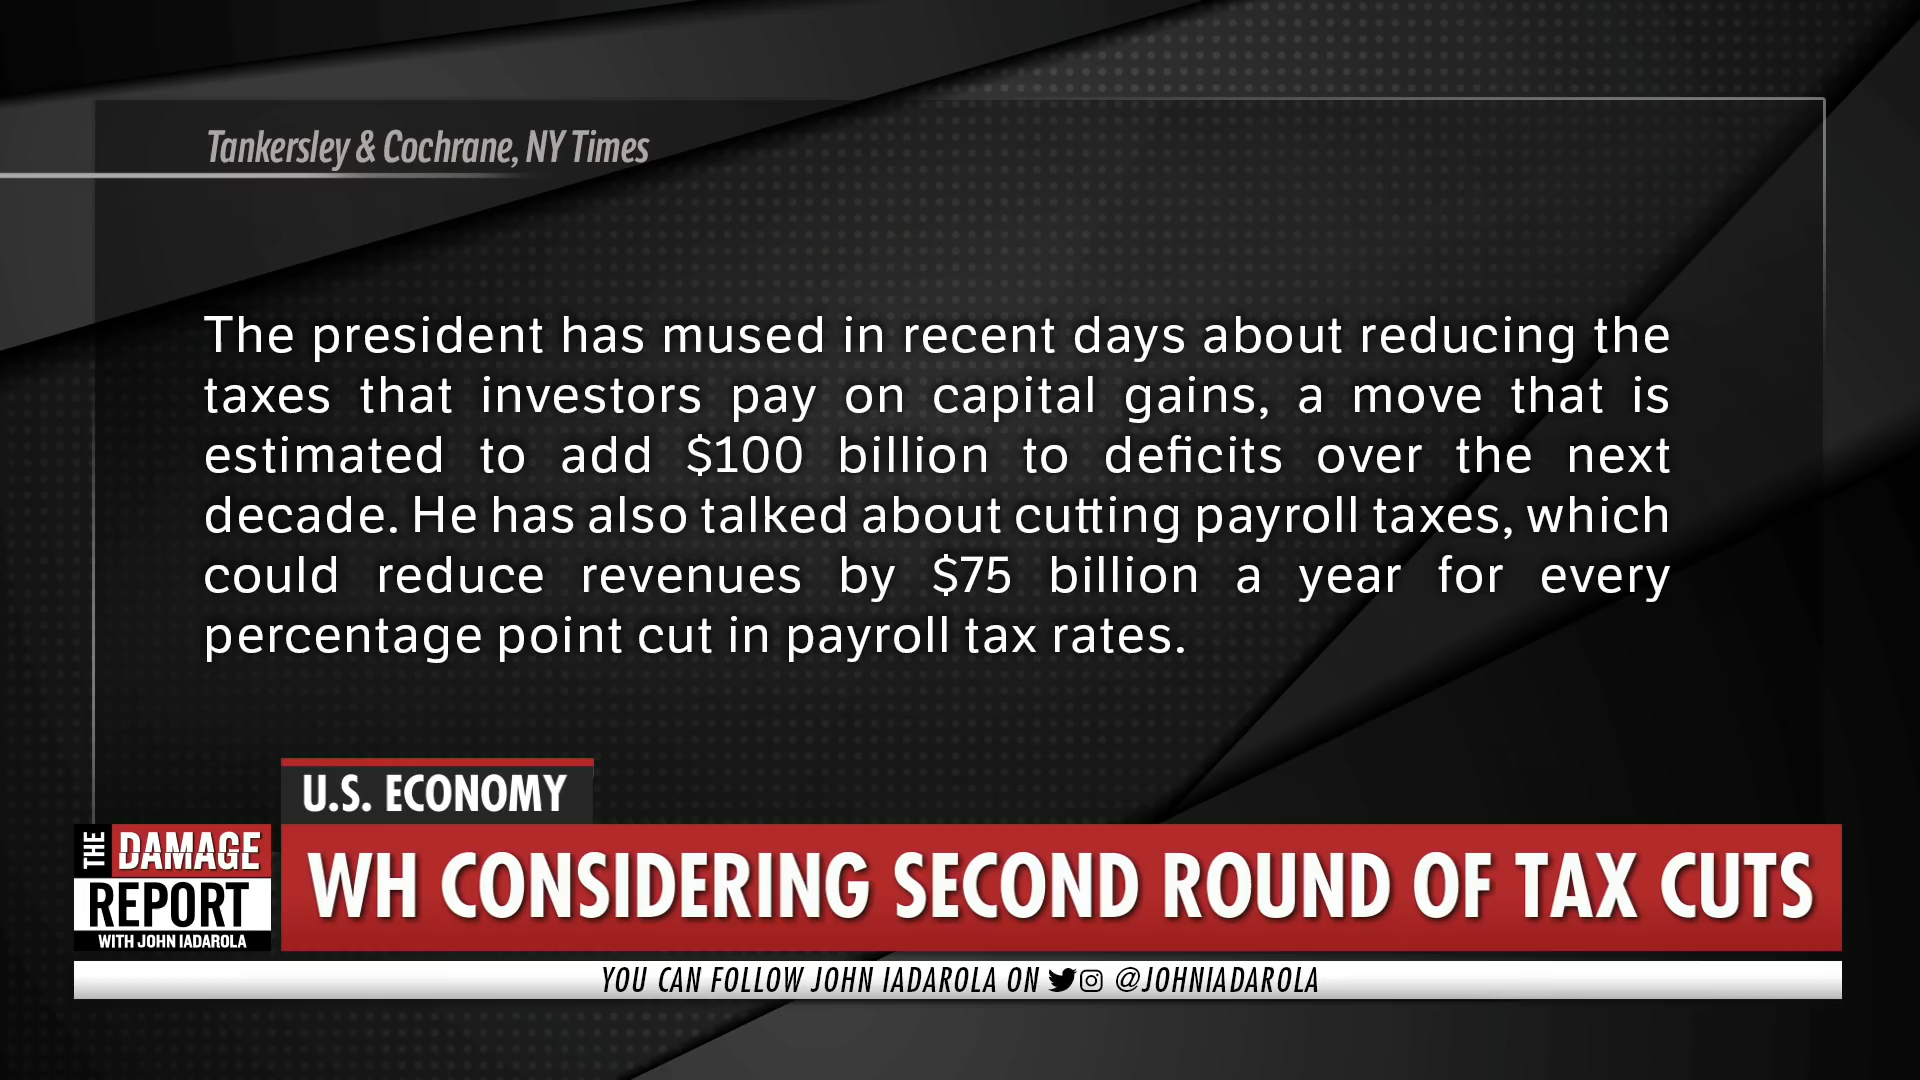 Tankersley & Cochrane, NY Times
The president has mused in recent days about reducing the
taxes that investors pay on capital gains, a move that is
estimated to add $100 billion to deficits over the next
decade. He has also talked about cutting payroll taxes, which
could reduce revenues by $75 billion a year for every
percentage point cut in payroll tax rates.
U.S. ECONOMY
THE DAMAGE
REPORT
WITH JOHN IADAROLA
WH CONSIDERING SECOND ROUND OF TAX CUTS
YOU CAN FOLLOW JOHN IADAROLA ON @JOHNIADAROLA